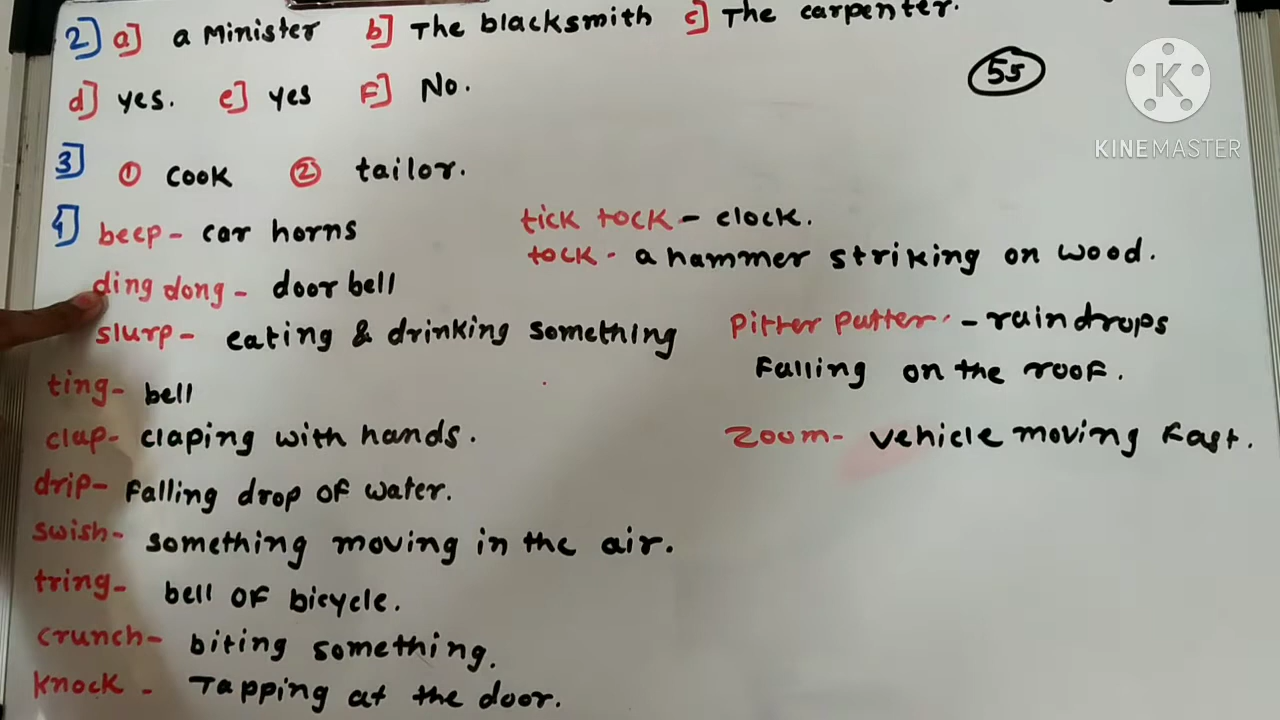 2] a] a Minister b] The blacksmith c] The carpenter.
d] yes. e] yes F] No.
55
K
KINEMASTER
3] ① cook ② tailor.
4] beep - car horns
ding dong - door bell
slurp - eating & drinking something
ting - bell
clap - claping with hands.
drip - Falling drop of water.
swish - something moving in the air.
tring - bell of bicycle.
crunch - biting something.
knock - Tapping at the door.
tick tock - clock.
tock - a hammer striking on wood.
Pitter patter - raindrops
Falling on the roof.
Zoom - vehicle moving Fast.